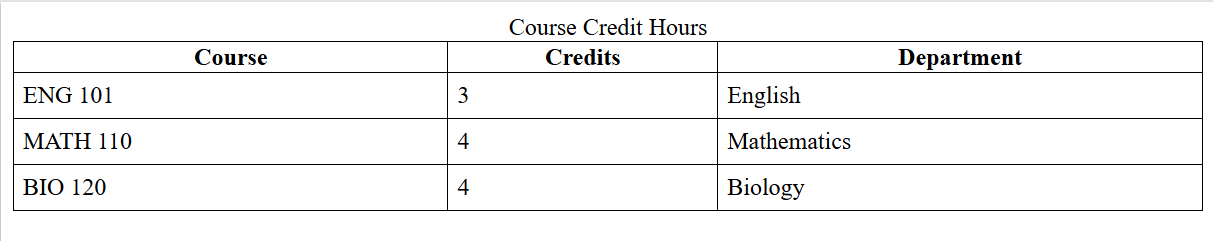 Course Credit Hours
Course Credits Department
ENG 101 3 English
MATH 110 4 Mathematics
BIO 120 4 Biology